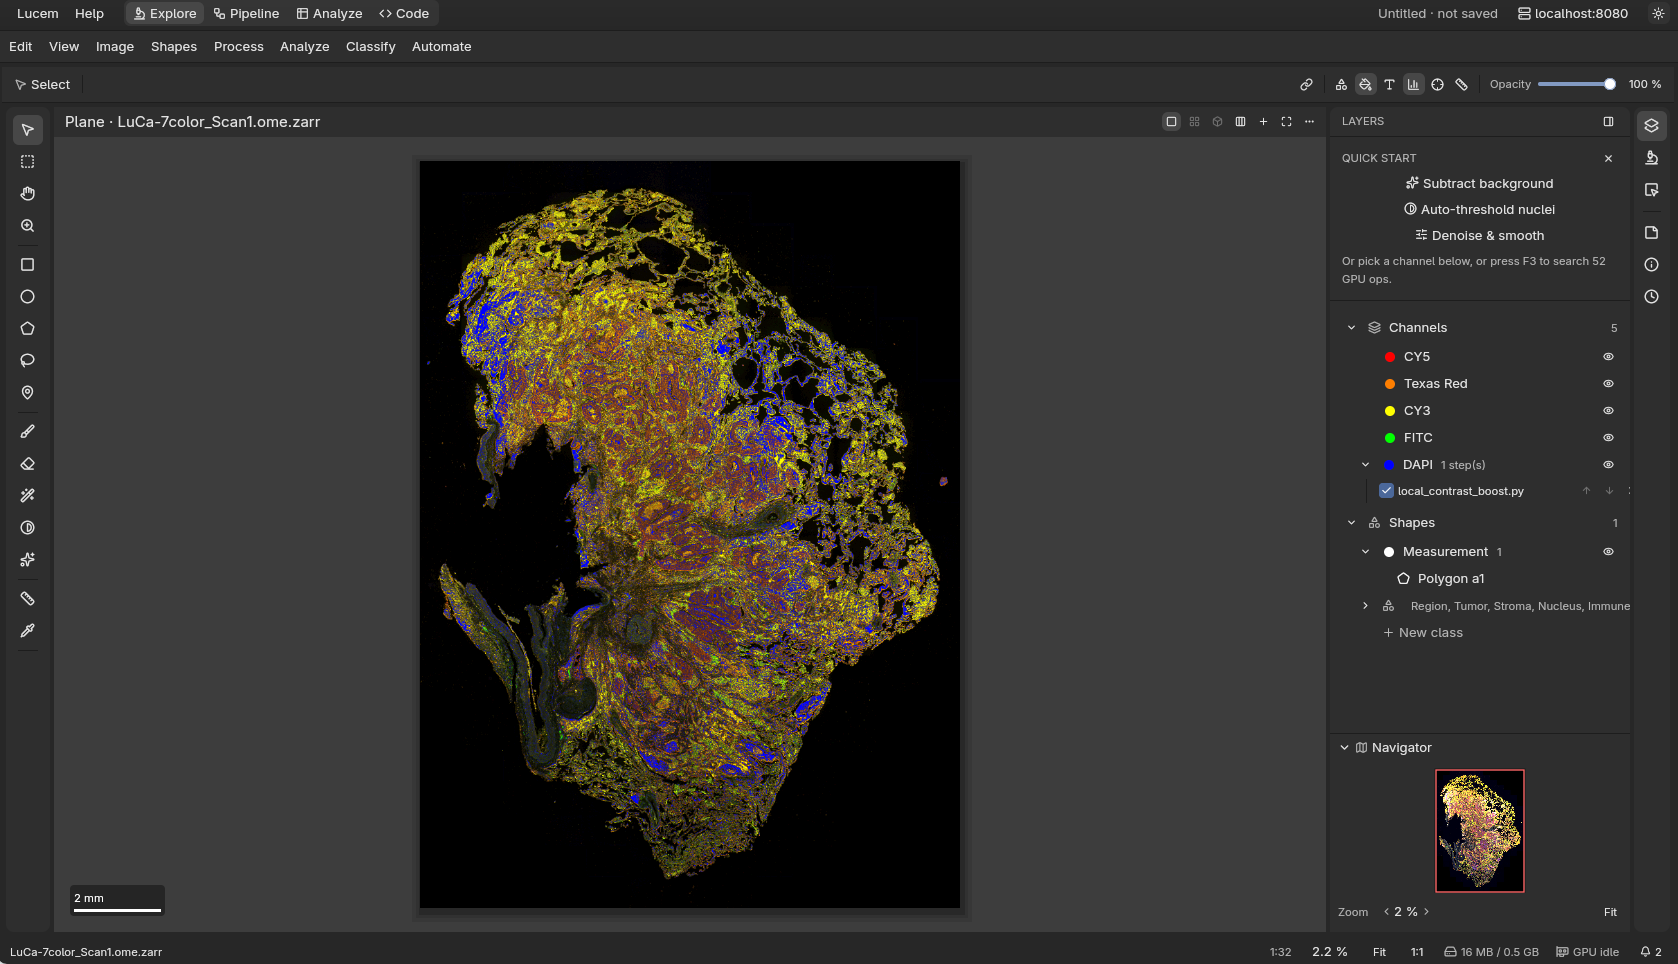 Lucem Help Explore Pipeline Analyze Code Untitled · not saved localhost:8080
Edit View Image Shapes Process Analyze Classify Automate
Select Opacity 100 %
Plane · LuCa-7color_Scan1.ome.zarr
LAYERS
QUICK START
Subtract background
Auto-threshold nuclei
Denoise & smooth
Or pick a channel below, or press F3 to search 52
GPU ops.
Channels 5
CY5
Texas Red
CY3
FITC
DAPI 1 step(s)
local_contrast_boost.py
Shapes 1
Measurement 1
Polygon a1
Region, Tumor, Stroma, Nucleus, Immune
New class
Navigator
2 mm
Zoom 2 % Fit
LuCa-7color_Scan1.ome.zarr 1:32 2.2 % Fit 1:1 16 MB / 0.5 GB GPU idle 2